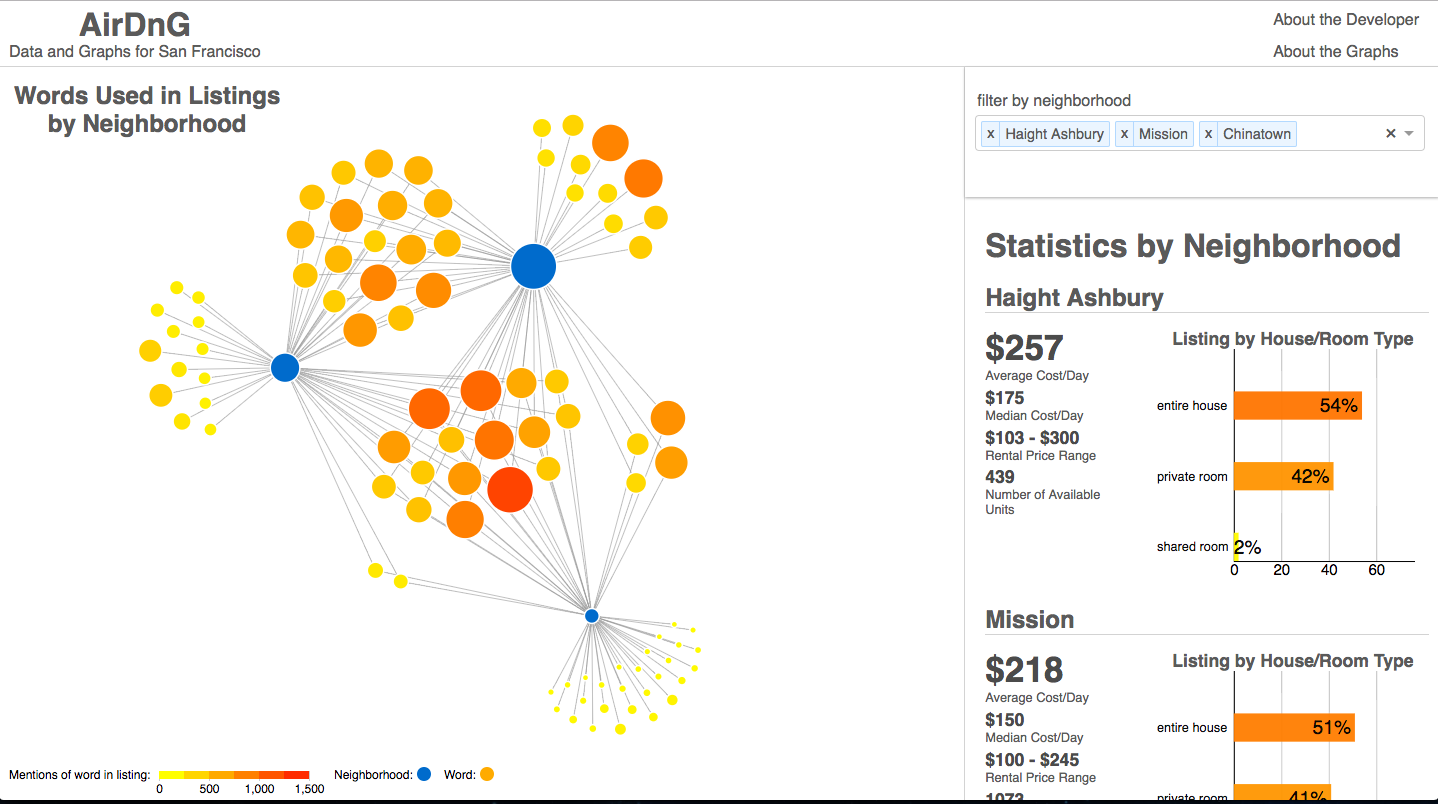 AirDnG
Data and Graphs for San Francisco
About the Developer
About the Graphs
Words Used in Listings
by Neighborhood
filter by neighborhood
x Haight Ashbury x Mission x Chinatown × 
Statistics by Neighborhood
Haight Ashbury
$257
Average Cost/Day
$175
Median Cost/Day
$103 - $300
Rental Price Range
439
Number of Available
Units
Listing by House/Room Type
entire house 54%
private room 42%
shared room 2%
0 20 40 60
Mission
$218
Average Cost/Day
$150
Median Cost/Day
$100 - $245
Rental Price Range
1073
Listing by House/Room Type
entire house 51%
private room 41%
Mentions of word in listing:
0 500 1,000 1,500
Neighborhood: Word: